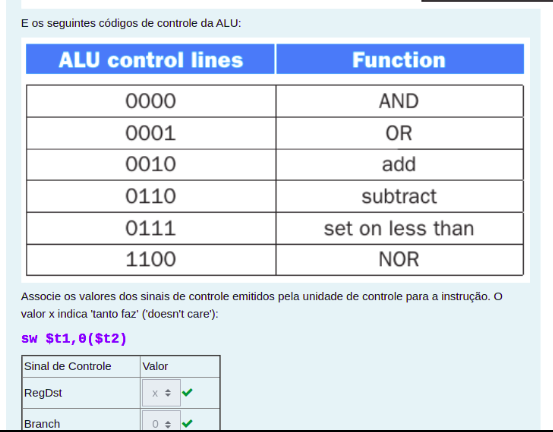 E os seguintes códigos de controle da ALU:
ALU control lines Function
0000 AND
0001 OR
0010 add
0110 subtract
0111 set on less than
1100 NOR
Associe os valores dos sinais de controle emitidos pela unidade de controle para a instrução. O
valor x indica 'tanto faz' ('doesn't care'):
sw $t1,0($t2)
Sinal de Controle Valor
RegDst x
Branch 0